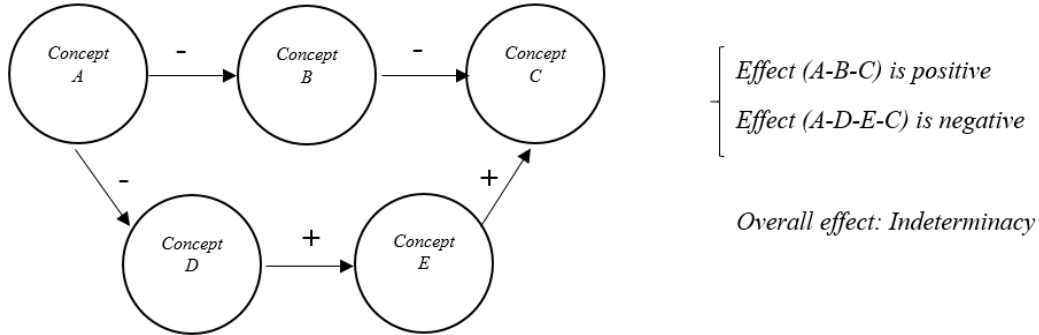 Concept
A
-
Concept
B
-
Concept
C
Effect (A-B-C) is positive
Effect (A-D-E-C) is negative
-
+
Concept
D
+
Concept
E
Overall effect: Indeterminacy